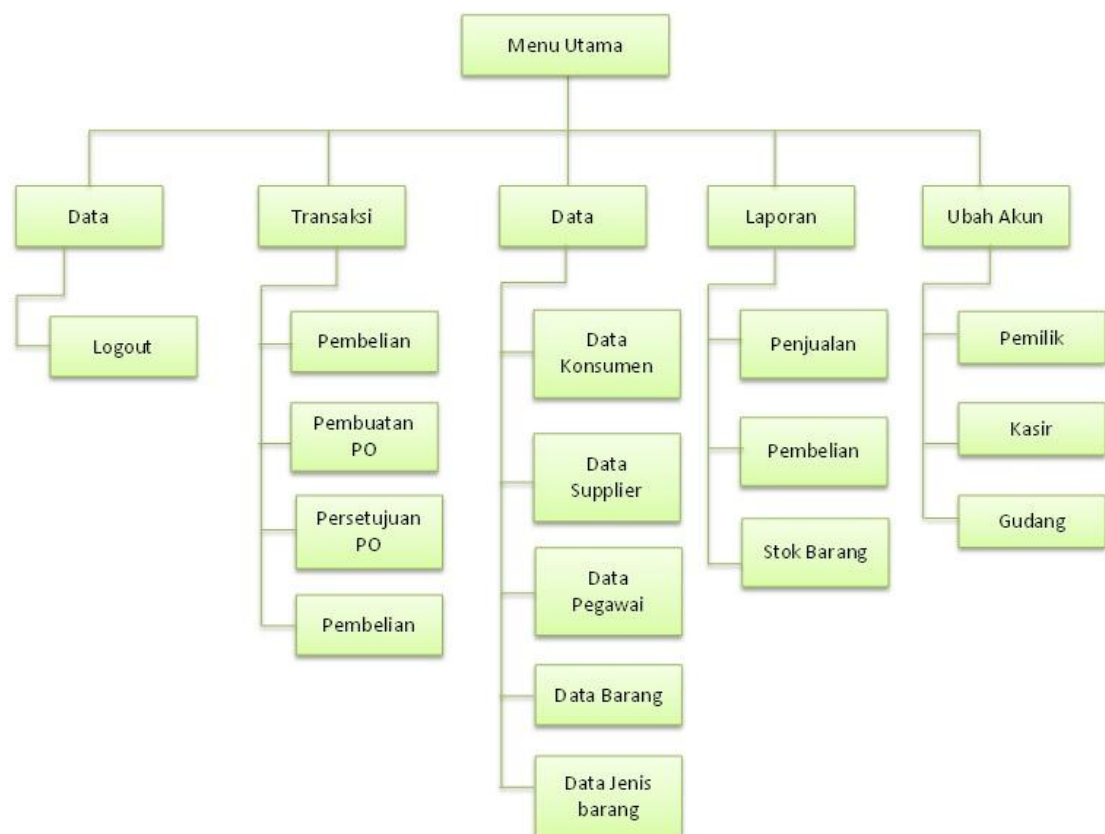 Menu Utama
Data
Transaksi
Data
Laporan
Ubah Akun
Logout
Pembelian
Pembuatan
PO
Persetujuan
PO
Pembelian
Data
Konsumen
Data
Supplier
Data
Pegawai
Data Barang
Data Jenis
barang
Penjualan
Pembelian
Stok Barang
Pemilik
Kasir
Gudang